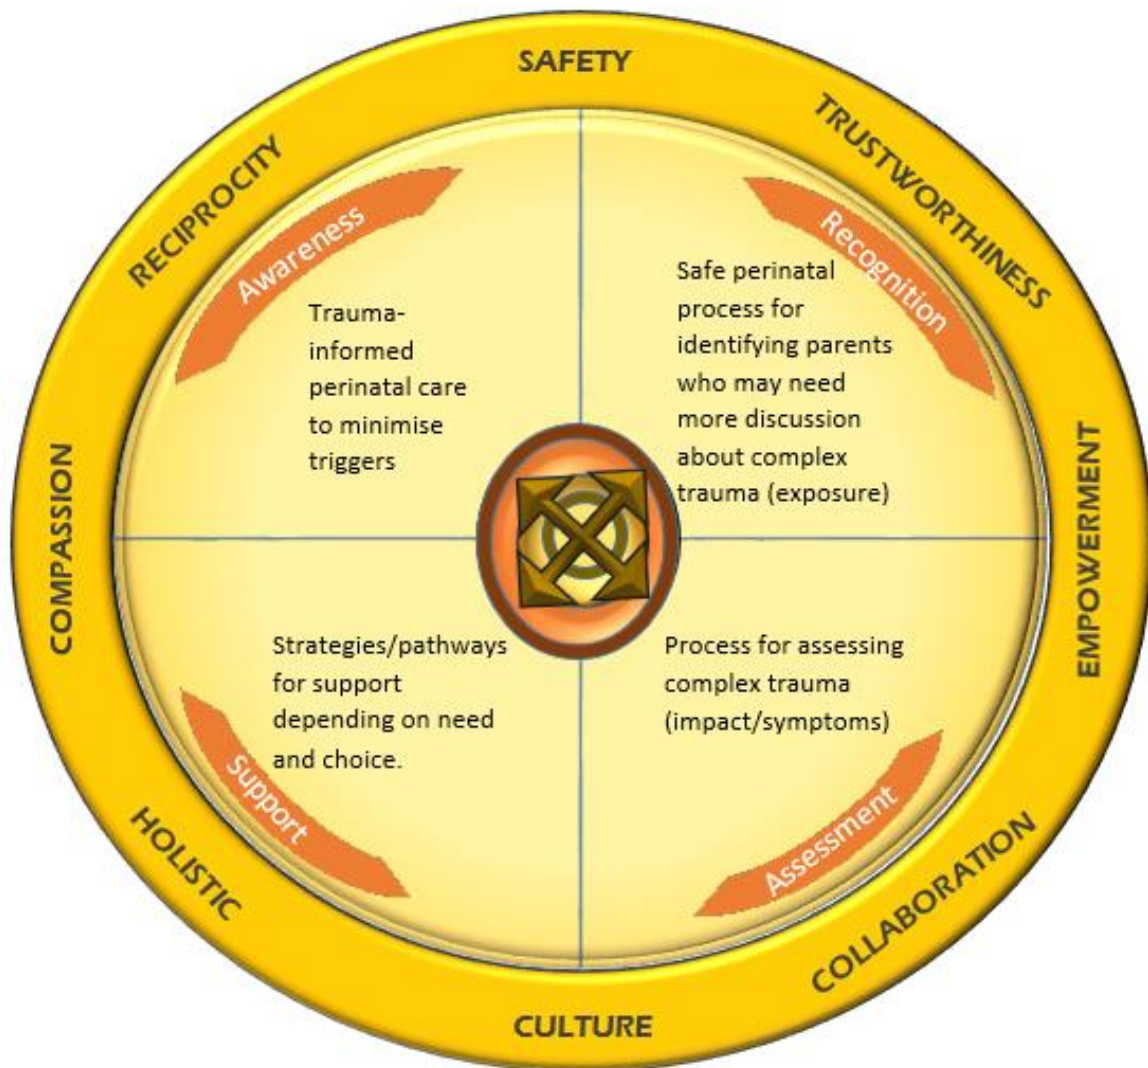 SAFETY
TRUSTWORTHINESS
EMPOWERMENT
COLLABORATION
CULTURE
HOLISTIC
COMPASSION
RECIPROCITY
Awareness
Trauma-
informed
perinatal care
to minimise
triggers
Recognition
Safe perinatal
process for
identifying parents
who may need
more discussion
about complex
trauma (exposure)
Support
Strategies/pathways
for support
depending on need
and choice.
Assessment
Process for assessing
complex trauma
(impact/symptoms)